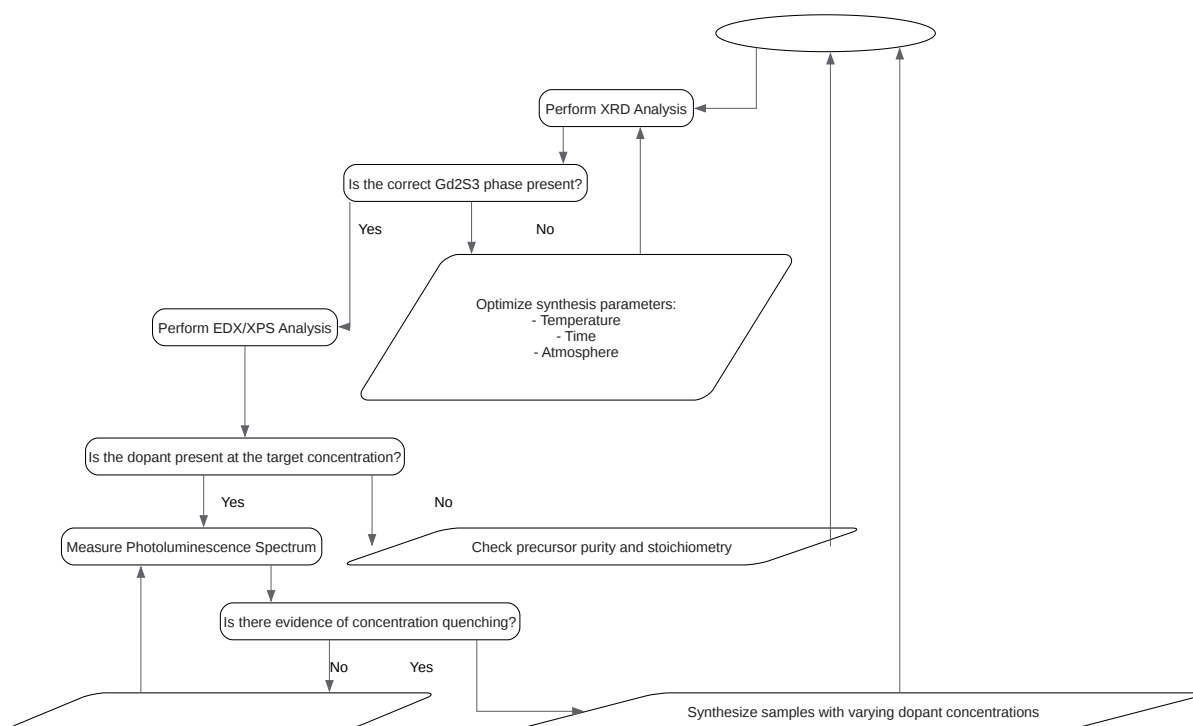 Perform XRD Analysis
Is the correct Gd2S3 phase present?
Yes
No
Optimize synthesis parameters:
- Temperature
- Time
- Atmosphere
Perform EDX/XPS Analysis
Is the dopant present at the target concentration?
Yes
No
Measure Photoluminescence Spectrum
Check precursor purity and stoichiometry
Is there evidence of concentration quenching?
No
Yes
Synthesize samples with varying dopant concentrations